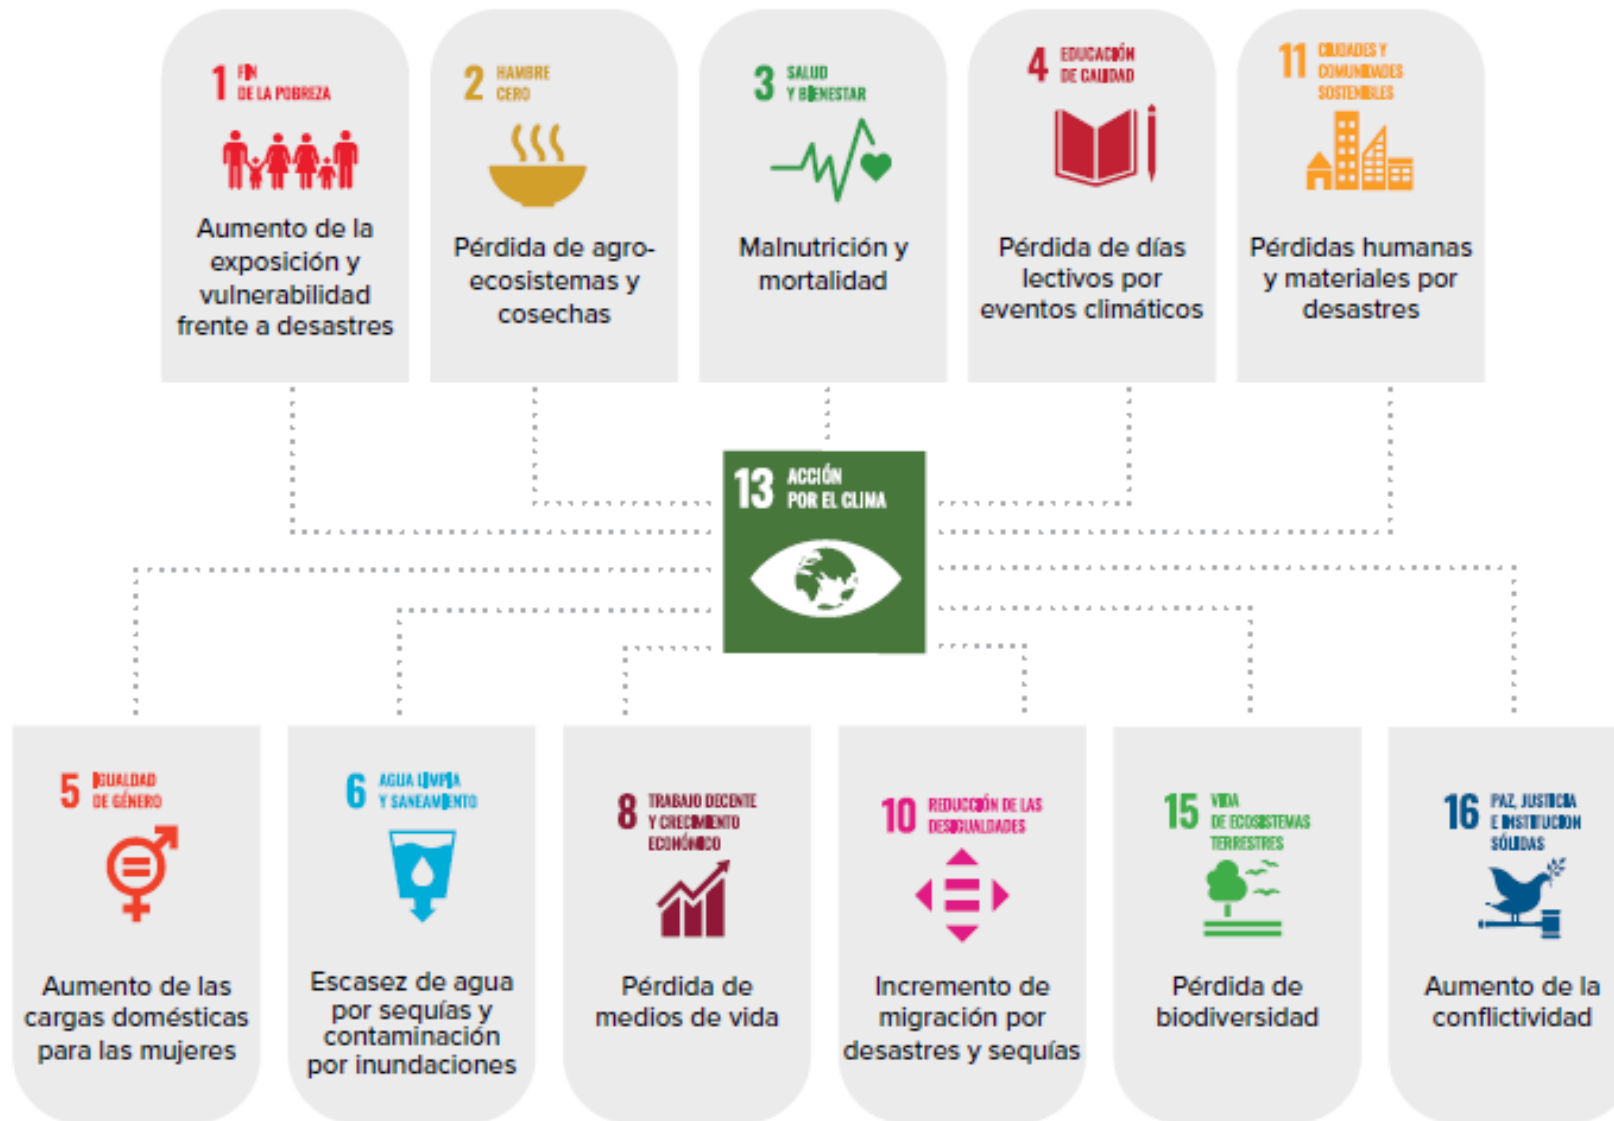 1 FIN
DE LA POBREZA
Aumento de la
exposición y
vulnerabilidad
frente a desastres
2 HAMBRE
CERO
Pérdida de agro-
ecosistemas y
cosechas
3 SALUD
Y BIENESTAR
Malnutrición y
mortalidad
4 EDUCACIÓN
DE CALIDAD
Pérdida de días
lectivos por
eventos climáticos
11 CIUDADES Y
COMUNIDADES
SOSTENIBLES
Pérdidas humanas
y materiales por
desastres
13 ACCIÓN
POR EL CLIMA
5 IGUALDAD
DE GÉNERO
Aumento de las
cargas domésticas
para las mujeres
6 AGUA LIMPIA
Y SANEAMIENTO
Escasez de agua
por sequías y
contaminación
por inundaciones
8 TRABAJO DECENTE
Y CRECIMIENTO
ECONÓMICO
Pérdida de
medios de vida
10 REDUCCIÓN DE LAS
DESIGUALDADES
Incremento de
migración por
desastres y sequías
15 VIDA
DE ECOSISTEMAS
TERRESTRES
Pérdida de
biodiversidad
16 PAZ, JUSTICIA
E INSTITUCION
SÓLIDAS
Aumento de la
conflictividad